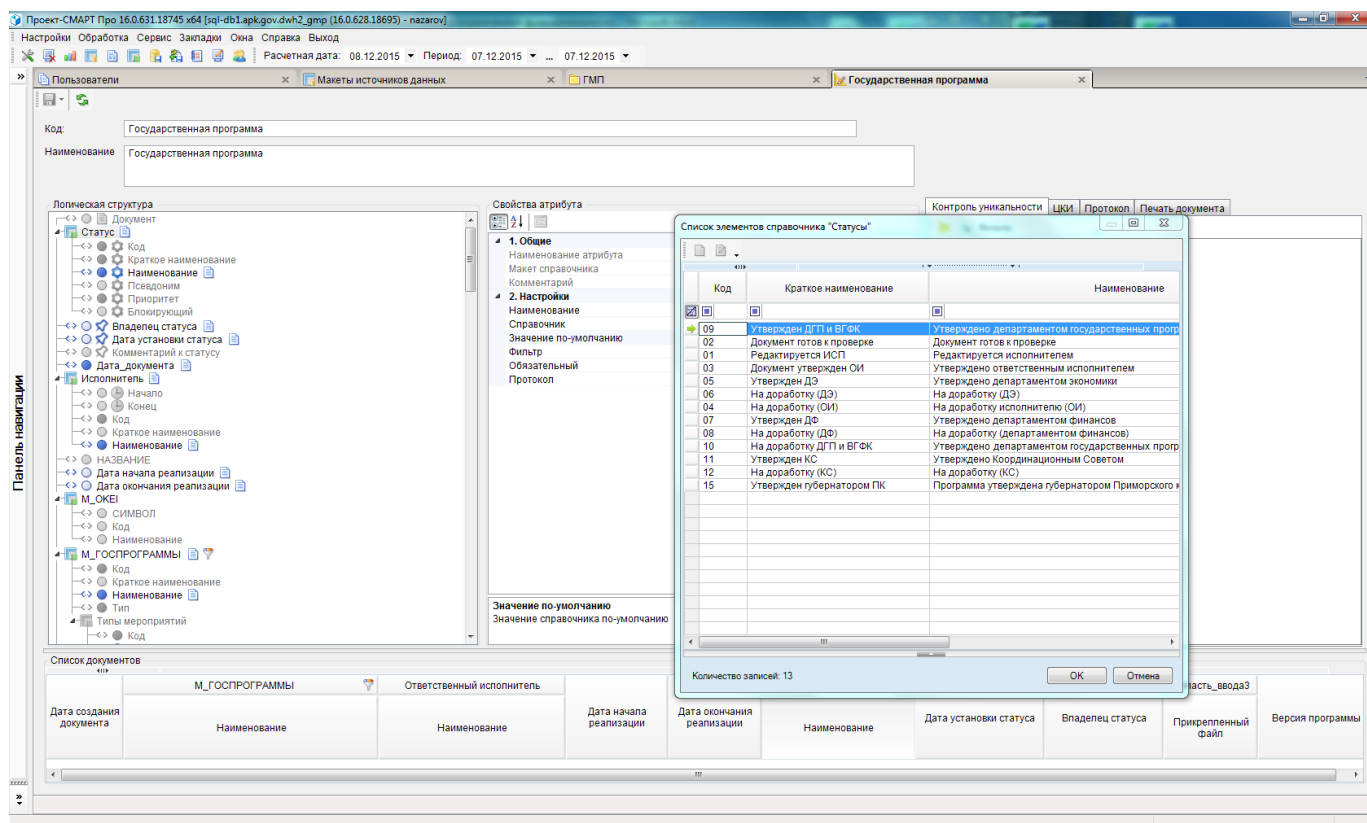 Проект-СМАРТ Про 16.0.631.18745 x64 [sql-db1.apk.gov.dwh2_gmp (16.0.628.18695) - nazarov]
Настройки Обработка Сервис Закладки Окна Справка Выход
Расчетная дата: 08.12.2015 Период: 07.12.2015 ... 07.12.2015
Пользователи Макеты источников данных ГМП Государственная программа
Код: Государственная программа
Наименование Государственная программа
Панель навигации
Логическая структура
Документ
Статус
Код
Краткое наименование
Наименование
Псевдоним
Приоритет
Блокирующий
Владелец статуса
Дата установки статуса
Комментарий к статусу
Дата_документа
Исполнитель
Начало
Конец
Код
Краткое наименование
Наименование
НАЗВАНИЕ
Дата начала реализации
Дата окончания реализации
M_OKEI
СИМВОЛ
Код
Наименование
М_ГОСПРОГРАММЫ
Код
Краткое наименование
Наименование
Тип
Типы мероприятий
Код
Свойства атрибута
1. Общие
Наименование атрибута
Макет справочника
Комментарий
2. Настройки
Наименование
Справочник
Значение по-умолчанию
Фильтр
Обязательный
Протокол
Значение по-умолчанию
Значение справочника по-умолчанию
Контроль уникальности ЦКИ Протокол Печать документа
Список элементов справочника "Статусы"
Код Краткое наименование Наименование
09 Утвержден ДГП и ВГФК Утверждено департаментом государственных прогр
02 Документ готов к проверке Документ готов к проверке
01 Редактируется ИСП Редактируется исполнителем
03 Документ утвержден ОИ Утверждено ответственным исполнителем
05 Утвержден ДЭ Утверждено департаментом экономики
06 На доработку (ДЭ) На доработку (ДЭ)
04 На доработку (ОИ) На доработку исполнителю (ОИ)
07 Утвержден ДФ Утверждено департаментом финансов
08 На доработку (ДФ) На доработку (департаментом финансов)
10 На доработку ДГП и ВГФК Утверждено департаментом государственных прогр
11 Утвержден КС Утверждено Координационным Советом
12 На доработку (КС) На доработку (КС)
15 Утвержден губернатором ПК Программа утверждена губернатором Приморского к
Количество записей: 13 ОК Отмена
Список документов
М_ГОСПРОГРАММЫ Ответственный исполнитель ласть_ввода3
Дата создания документа Наименование Наименование Дата начала реализации Дата окончания реализации Наименование Дата установки статуса Владелец статуса Прикрепленный файл Версия программы